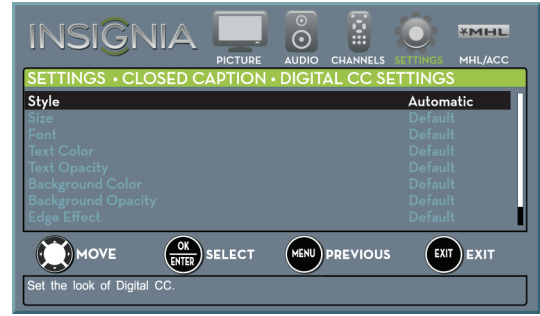 INSIGNIA
PICTURE AUDIO CHANNELS SETTINGS MHL/ACC
MHL
SETTINGS • CLOSED CAPTION • DIGITAL CC SETTINGS
Style Automatic
Size Default
Font Default
Text Color Default
Text Opacity Default
Background Color Default
Background Opacity Default
Edge Effect Default
MOVE OK ENTER SELECT MENU PREVIOUS EXIT EXIT
Set the look of Digital CC.